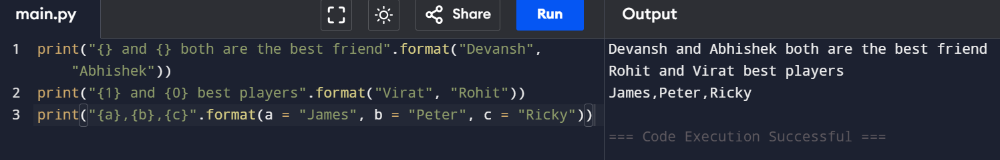 main.py Share Run Output
1 print("{} and {} both are the best friend".format("Devansh",
"Abhishek"))
2 print("{1} and {0} best players".format("Virat", "Rohit"))
3 print("{a},{b},{c}".format(a = "James", b = "Peter", c = "Ricky"))
Devansh and Abhishek both are the best friend
Rohit and Virat best players
James,Peter,Ricky
=== Code Execution Successful ===